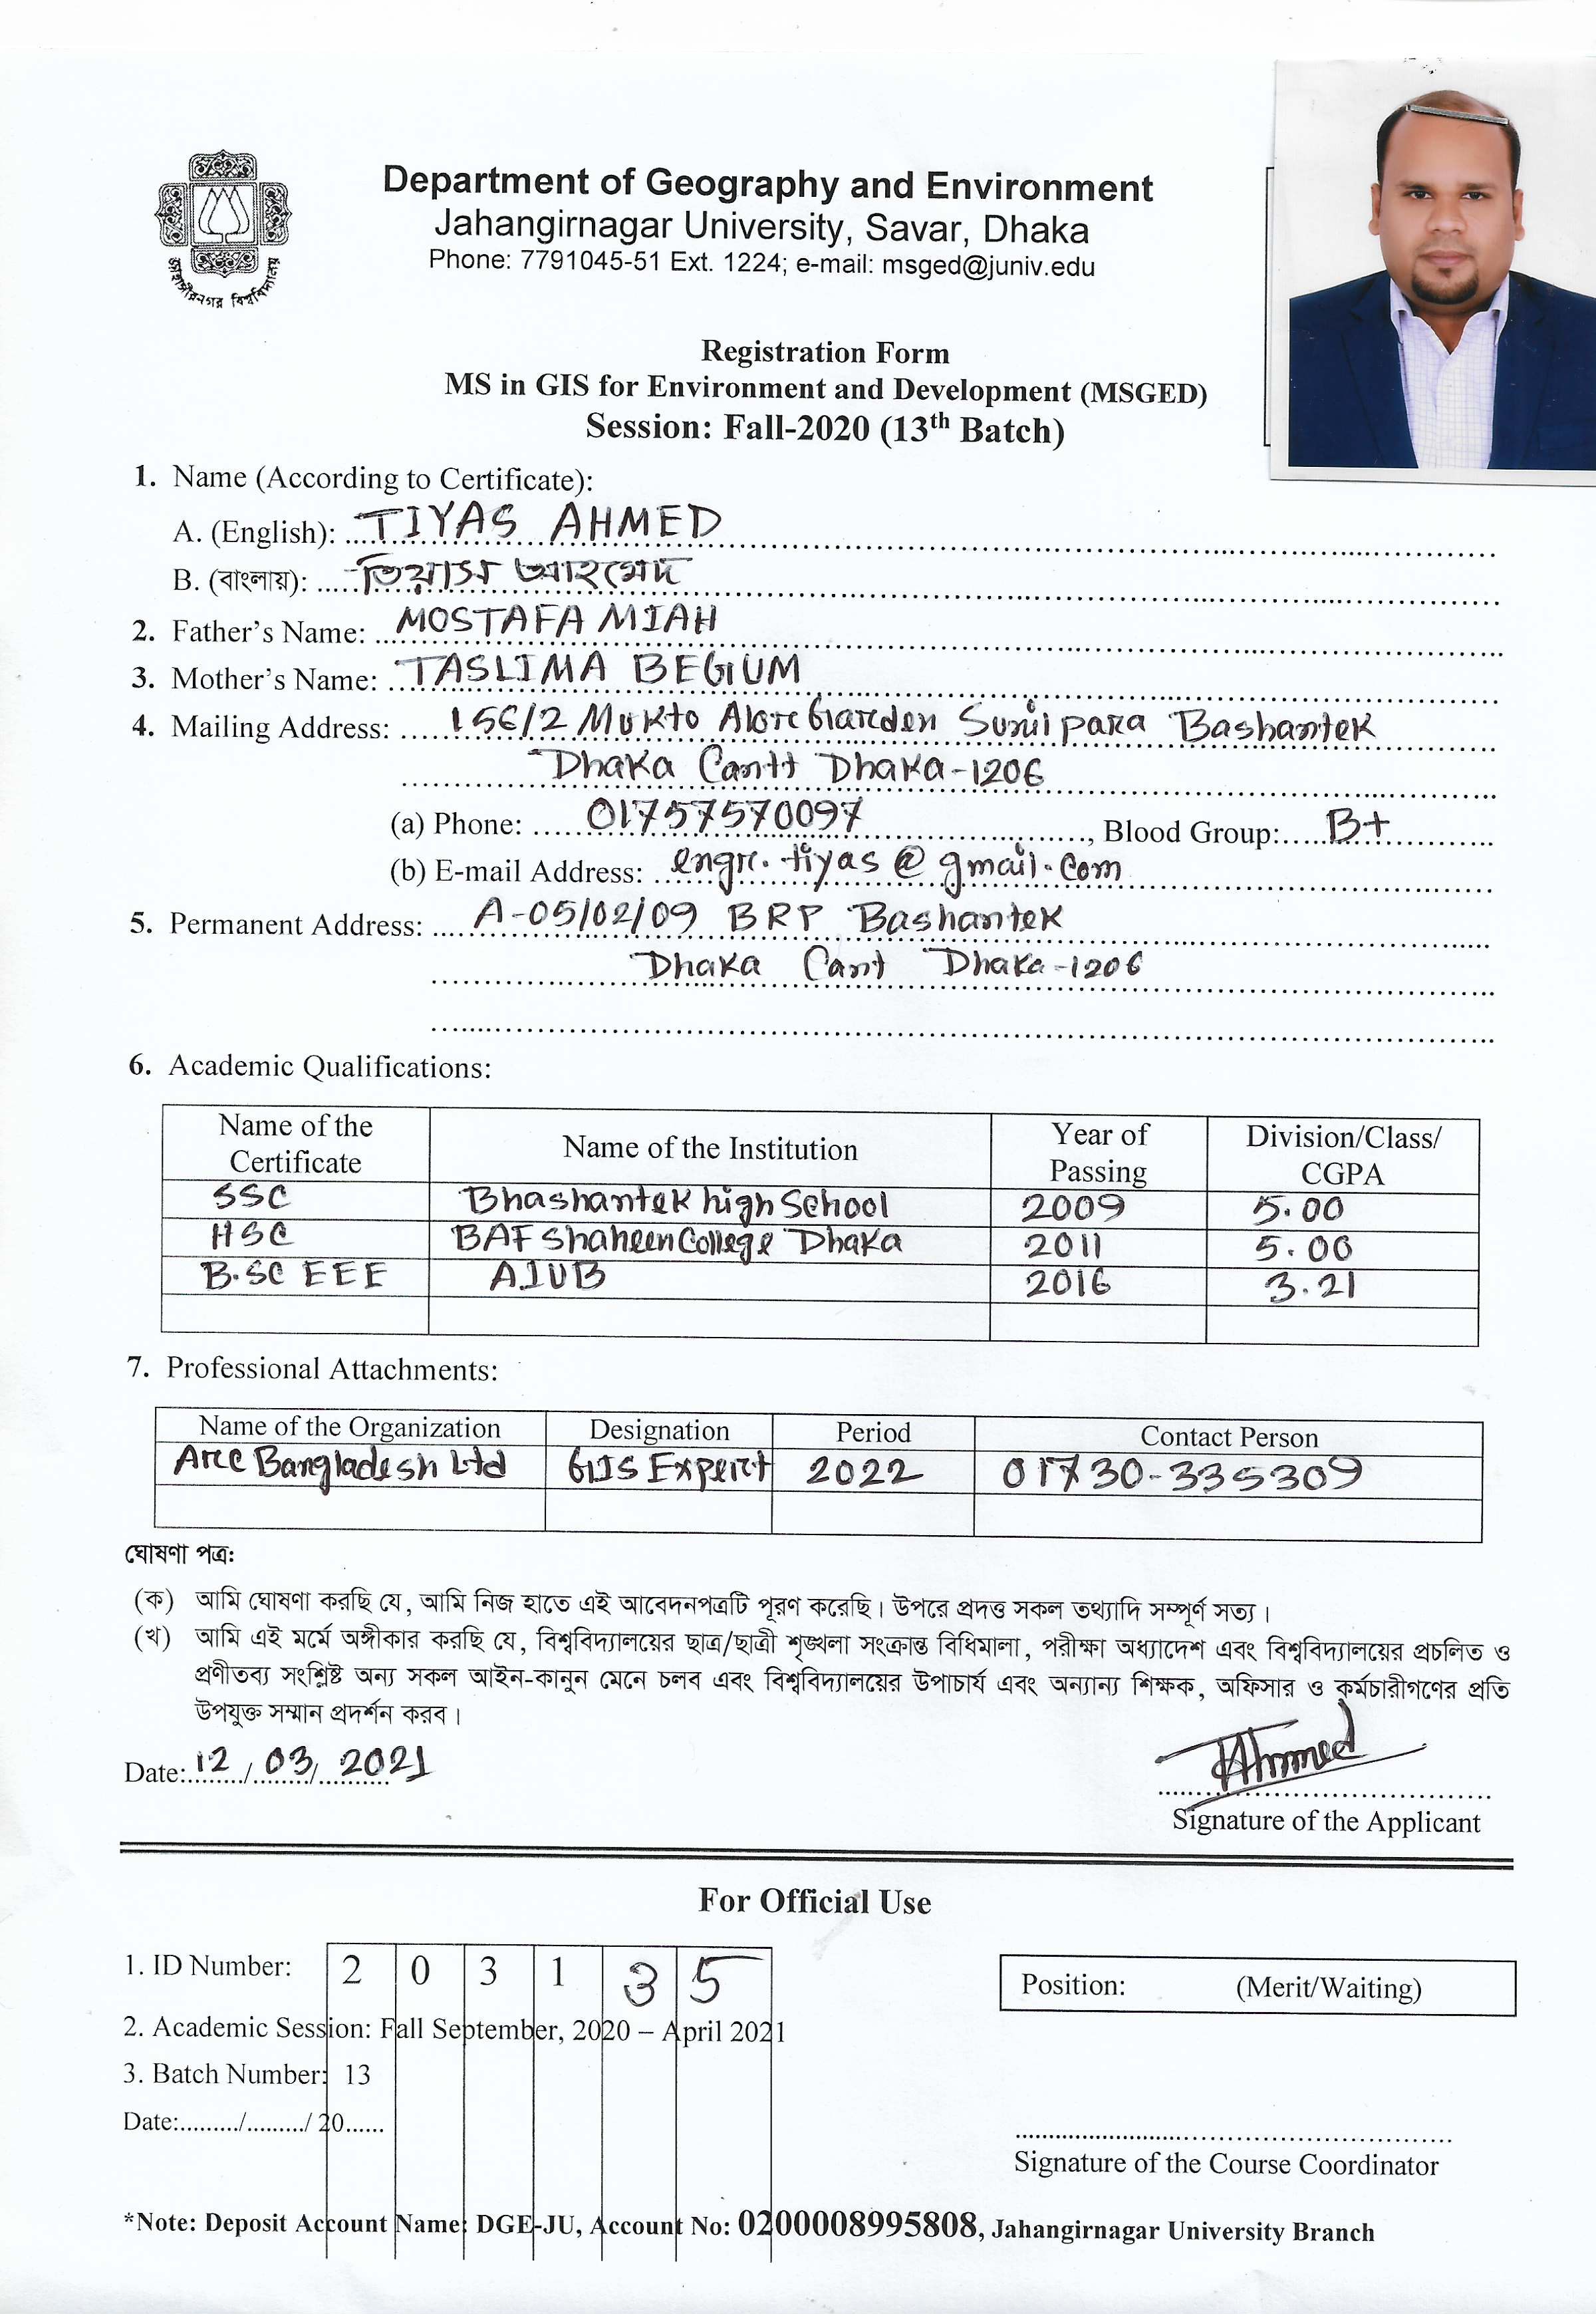 জাহাঙ্গীরনগর বিশ্ববিদ্যালয়
Department of Geography and Environment
Jahangirnagar University, Savar, Dhaka
Phone: 7791045-51 Ext. 1224; e-mail: msged@juniv.edu
Registration Form
MS in GIS for Environment and Development (MSGED)
Session: Fall-2020 (13th Batch)
1. Name (According to Certificate):
A. (English): TIYAS AHMED
B. (বাংলায়): তিয়াস আহমেদ
2. Father's Name: MOSTAFA MIAH
3. Mother's Name: TASLIMA BEGUM
4. Mailing Address: 156/2 Mukto Alor Garden Sunil para Bashantek
Dhaka Cantt Dhaka-1206
(a) Phone: 01757570097, Blood Group: B+
(b) E-mail Address: engr.tiyas@gmail.com
5. Permanent Address: A-05/02/09 BRP Bashantek
Dhaka Cant Dhaka-1206
6. Academic Qualifications:
Name of the Certificate Name of the Institution Year of Passing Division/Class/CGPA
SSC Bhashantek high School 2009 5.00
HSC BAF Shaheen College Dhaka 2011 5.00
B.SC EEE AIUB 2016 3.21
7. Professional Attachments:
Name of the Organization Designation Period Contact Person
Arc Bangladesh Ltd GIS Expert 2022 01730-335309
ঘোষণা পত্র:
(ক) আমি ঘোষণা করছি যে, আমি নিজ হাতে এই আবেদনপত্রটি পূরণ করেছি। উপরে প্রদত্ত সকল তথ্যাদি সম্পূর্ণ সত্য।
(খ) আমি এই মর্মে অঙ্গীকার করছি যে, বিশ্ববিদ্যালয়ের ছাত্র/ছাত্রী শৃঙ্খলা সংক্রান্ত বিধিমালা, পরীক্ষা অধ্যাদেশ এবং বিশ্ববিদ্যালয়ের প্রচলিত ও
প্রণীতব্য সংশ্লিষ্ট অন্য সকল আইন-কানুন মেনে চলব এবং বিশ্ববিদ্যালয়ের উপাচার্য এবং অন্যান্য শিক্ষক, অফিসার ও কর্মচারীগণের প্রতি
উপযুক্ত সম্মান প্রদর্শন করব।
Date: 12/03/2021 TAhmed
Signature of the Applicant
For Official Use
1. ID Number: 2 0 3 1 3 5
Position: (Merit/Waiting)
2. Academic Session: Fall September, 2020 – April 2021
3. Batch Number: 13
Date:........./........./ 20......
Signature of the Course Coordinator
*Note: Deposit Account Name: DGE-JU, Account No: 0200008995808, Jahangirnagar University Branch